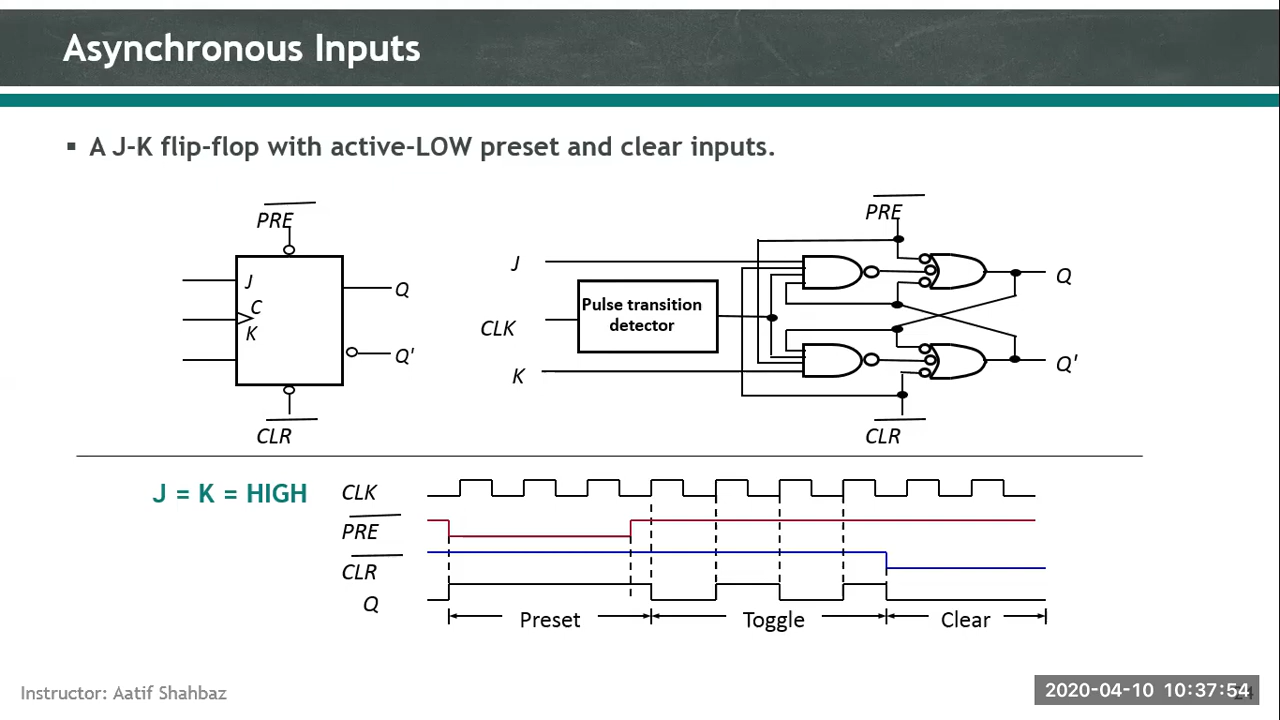 Asynchronous Inputs
▪ A J-K flip-flop with active-LOW preset and clear inputs.
PRE
J
C
K
Q
Q'
CLR
PRE
J
Pulse transition
detector
CLK
K
Q
Q'
CLR
J = K = HIGH
CLK
PRE
CLR
Q
Preset
Toggle
Clear
Instructor: Aatif Shahbaz
2020-04-10 10:37:54